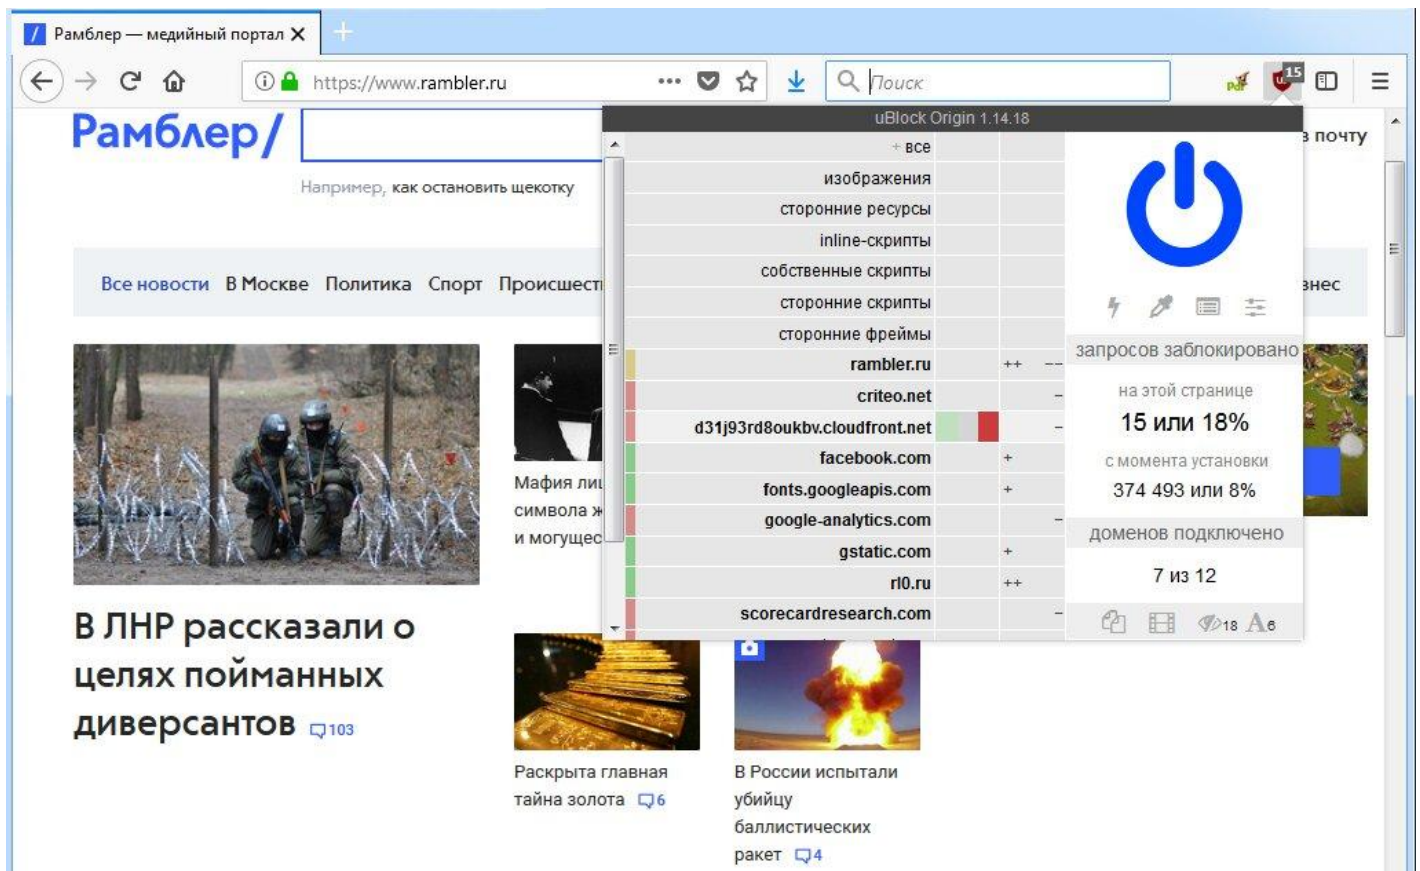 Рамблер — медийный портал
https://www.rambler.ru
Поиск
Pdf
15
Рамблер/
Например, как остановить щекотку
в почту
Все новости В Москве Политика Спорт Происшест
знес
uBlock Origin 1.14.18
+ все
изображения
сторонние ресурсы
inline-скрипты
собственные скрипты
сторонние скрипты
сторонние фреймы
rambler.ru ++ --
criteo.net -
d31j93rd8oukbv.cloudfront.net -
facebook.com +
fonts.googleapis.com +
google-analytics.com -
gstatic.com +
rl0.ru ++
scorecardresearch.com -
запросов заблокировано
на этой странице
15 или 18%
с момента установки
374 493 или 8%
доменов подключено
7 из 12
18 A6
В ЛНР рассказали о
целях пойманных
диверсантов 103
Мафия ли
символа ж
и могущес
Раскрыта главная
тайна золота 6
В России испытали
убийцу
баллистических
ракет 4